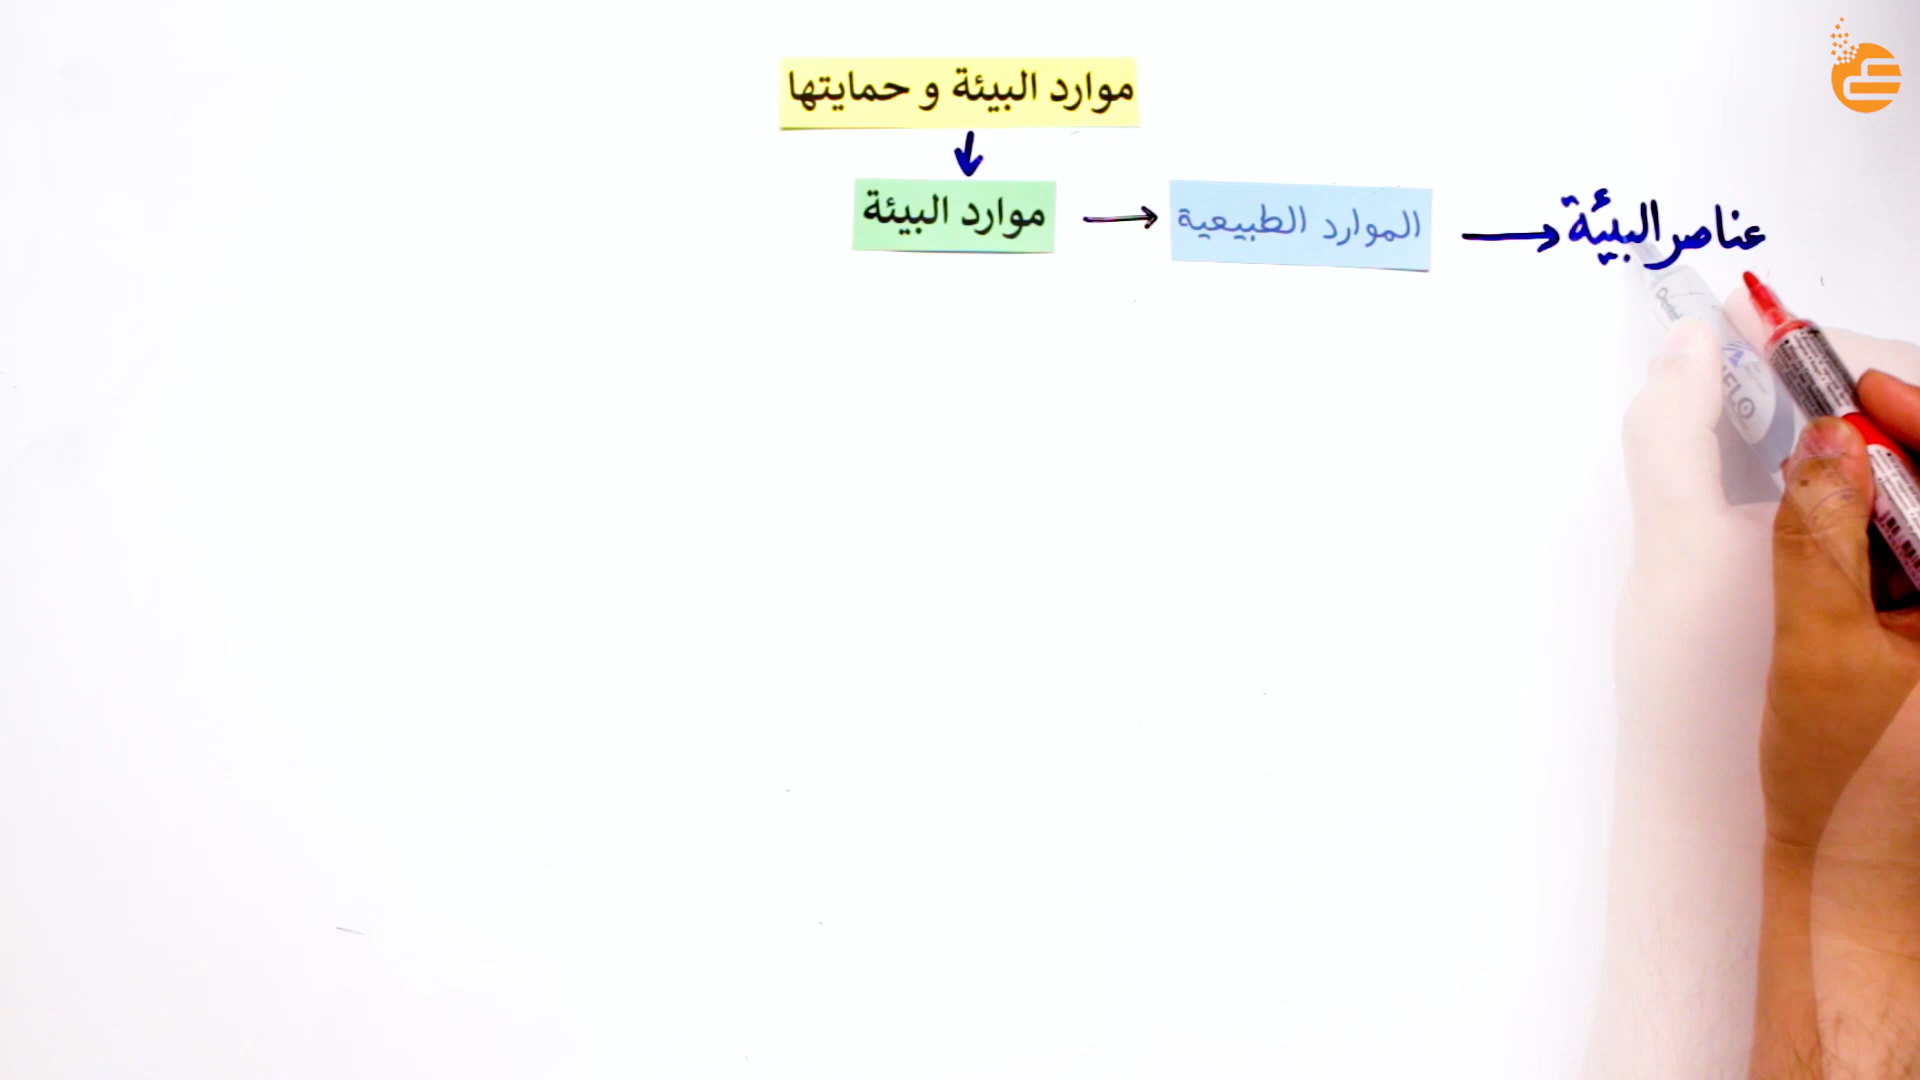 موارد البيئة و حمايتها
موارد البيئة
الموارد الطبيعية
عناصر البيئة